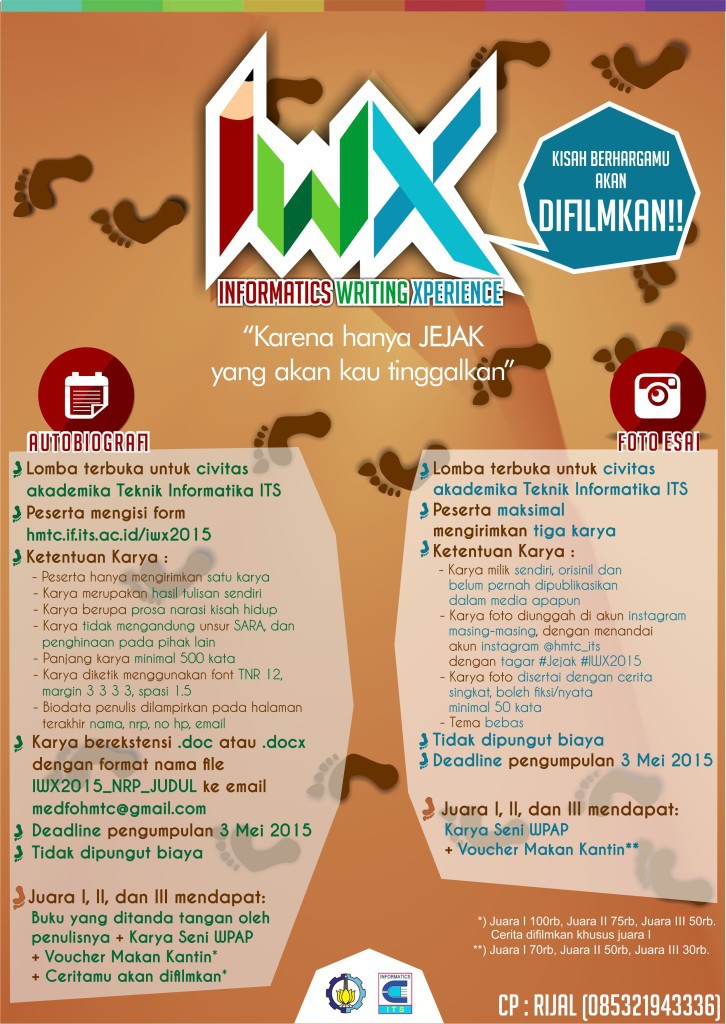 IWX
INFORMATICS WRITING XPERIENCE
KISAH BERHARGAMU
AKAN
DIFILMKAN!!
“Karena hanya JEJAK
yang akan kau tinggalkan”
AUTOBIOGRAFI
Lomba terbuka untuk civitas
akademika Teknik Informatika ITS
Peserta mengisi form
hmtc.if.its.ac.id/iwx2015
Ketentuan Karya :
- Peserta hanya mengirimkan satu karya
- Karya merupakan hasil tulisan sendiri
- Karya berupa prosa narasi kisah hidup
- Karya tidak mengandung unsur SARA, dan
penghinaan pada pihak lain
- Panjang karya minimal 500 kata
- Karya diketik menggunakan font TNR 12,
margin 3 3 3 3, spasi 1.5
- Biodata penulis dilampirkan pada halaman
terakhir nama, nrp, no hp, email
Karya berekstensi .doc atau .docx
dengan format nama file
IWX2015_NRP_JUDUL ke email
medfohmtc@gmail.com
Deadline pengumpulan 3 Mei 2015
Tidak dipungut biaya
Juara I, II, dan III mendapat:
Buku yang ditanda tangan oleh
penulisnya + Karya Seni WPAP
+ Voucher Makan Kantin*
+ Ceritamu akan difilmkan*
FOTO ESAI
Lomba terbuka untuk civitas
akademika Teknik Informatika ITS
Peserta maksimal
mengirimkan tiga karya
Ketentuan Karya :
- Karya milik sendiri, orisinil dan
belum pernah dipublikasikan
dalam media apapun
- Karya foto diunggah di akun instagram
masing-masing, dengan menandai
akun instagram @hmtc_its
dengan tagar #Jejak #IWX2015
- Karya foto disertai dengan cerita
singkat, boleh fiksi/nyata
minimal 50 kata
- Tema bebas
Tidak dipungut biaya
Deadline pengumpulan 3 Mei 2015
Juara I, II, dan III mendapat:
Karya Seni WPAP
+ Voucher Makan Kantin**
*) Juara I 100rb, Juara II 75rb, Juara III 50rb.
Cerita difilmkan khusus juara I
**) Juara I 70rb, Juara II 50rb, Juara III 30rb.
INFORMATICS
ITS
CP : RIJAL (085321943336)